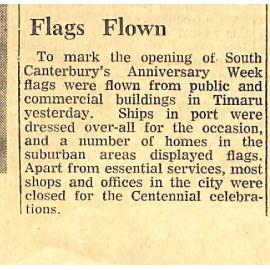 Flags Flown
To mark the opening of South
Canterbury's Anniversary Week
flags were flown from public and
commercial buildings in Timaru
yesterday. Ships in port were
dressed over-all for the occasion,
and a number of homes in the
suburban areas displayed flags.
Apart from essential services, most
shops and offices in the city were
closed for the Centennial celebra-
tions.